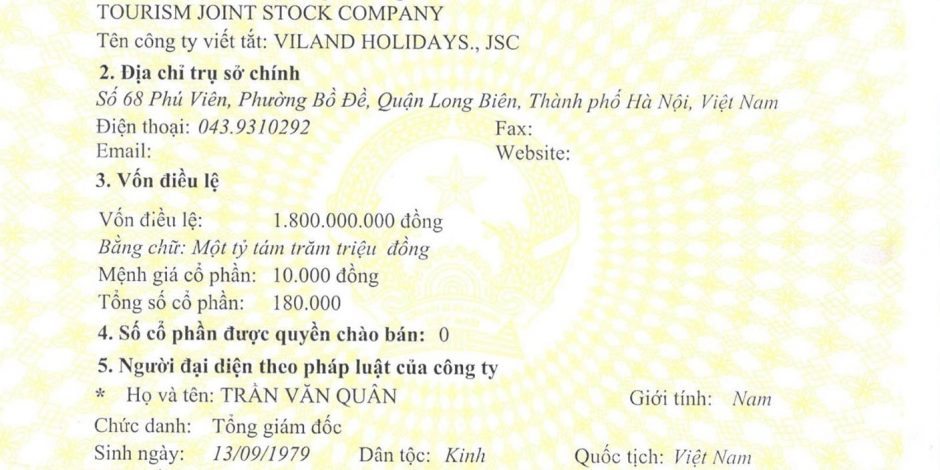 TOURISM JOINT STOCK COMPANY
Tên công ty viết tắt: VILAND HOLIDAYS., JSC
2. Địa chỉ trụ sở chính
Số 68 Phú Viên, Phường Bồ Đề, Quận Long Biên, Thành phố Hà Nội, Việt Nam
Điện thoại: 043.9310292 Fax:
Email: Website:
3. Vốn điều lệ
Vốn điều lệ: 1.800.000.000 đồng
Bằng chữ: Một tỷ tám trăm triệu đồng
Mệnh giá cổ phần: 10.000 đồng
Tổng số cổ phần: 180.000
4. Số cổ phần được quyền chào bán: 0
5. Người đại diện theo pháp luật của công ty
* Họ và tên: TRẦN VĂN QUÂN Giới tính: Nam
Chức danh: Tổng giám đốc
Sinh ngày: 13/09/1979 Dân tộc: Kinh Quốc tịch: Việt Nam